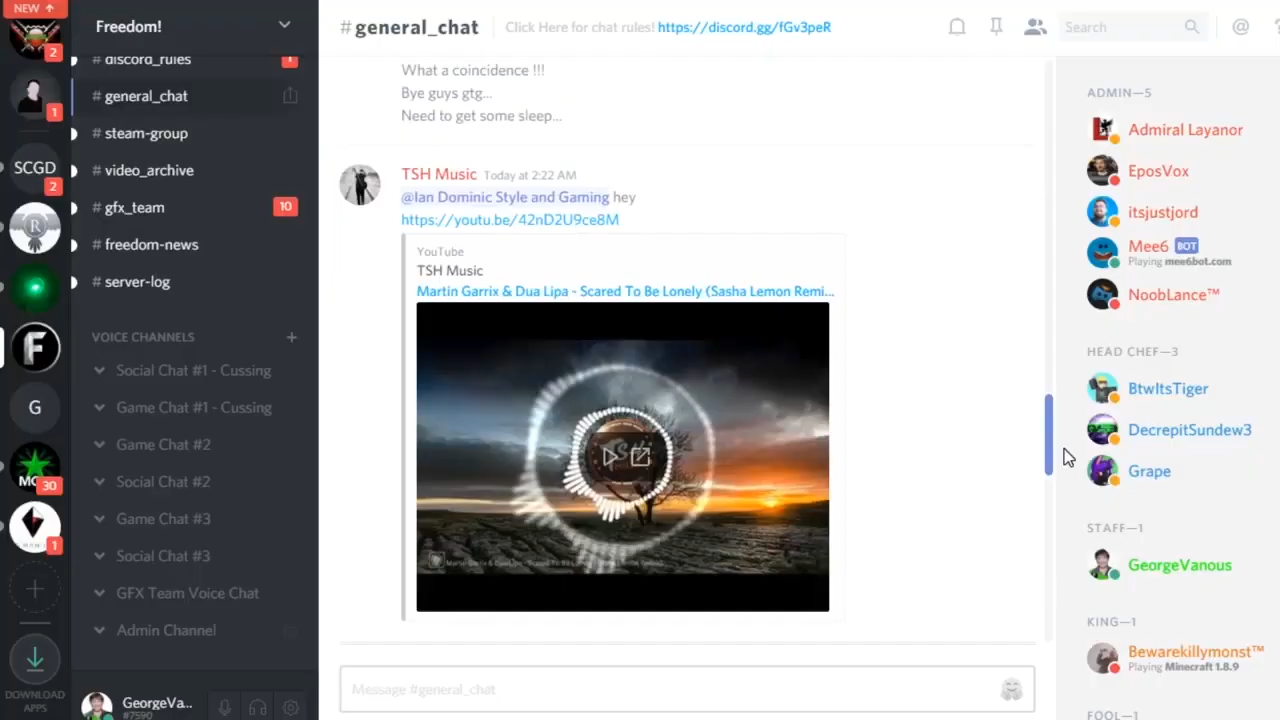 NEW ↑
2
1
SCGD
2
R
F
G
30
1
DOWNLOAD
APPS
Freedom!
# discord_rules
1
# general_chat
# steam-group
# video_archive
# gfx_team 10
# freedom-news
# server-log
VOICE CHANNELS +
Social Chat #1 - Cussing
Game Chat #1 - Cussing
Game Chat #2
Social Chat #2
Game Chat #3
Social Chat #3
GFX Team Voice Chat
Admin Channel
GeorgeVa...
#7590
#general_chat Click Here for chat rules! https://discord.gg/fGv3peR
Search
@
What a coincidence !!!
Bye guys gtg...
Need to get some sleep...
TSH Music Today at 2:22 AM
@Ian Dominic Style and Gaming hey
https://youtu.be/42nD2U9ce8M
YouTube
TSH Music
Martin Garrix & Dua Lipa - Scared To Be Lonely (Sasha Lemon Remi...
Message #general_chat
ADMIN—5
Admiral Layanor
EposVox
itsjustjord
Mee6 BOT
Playing mee6bot.com
NoobLance™
HEAD CHEF—3
BtwItsTiger
DecrepitSundew3
Grape
STAFF—1
GeorgeVanous
KING—1
Bewarekillymonst™
Playing Minecraft 1.8.9
FOOL—1